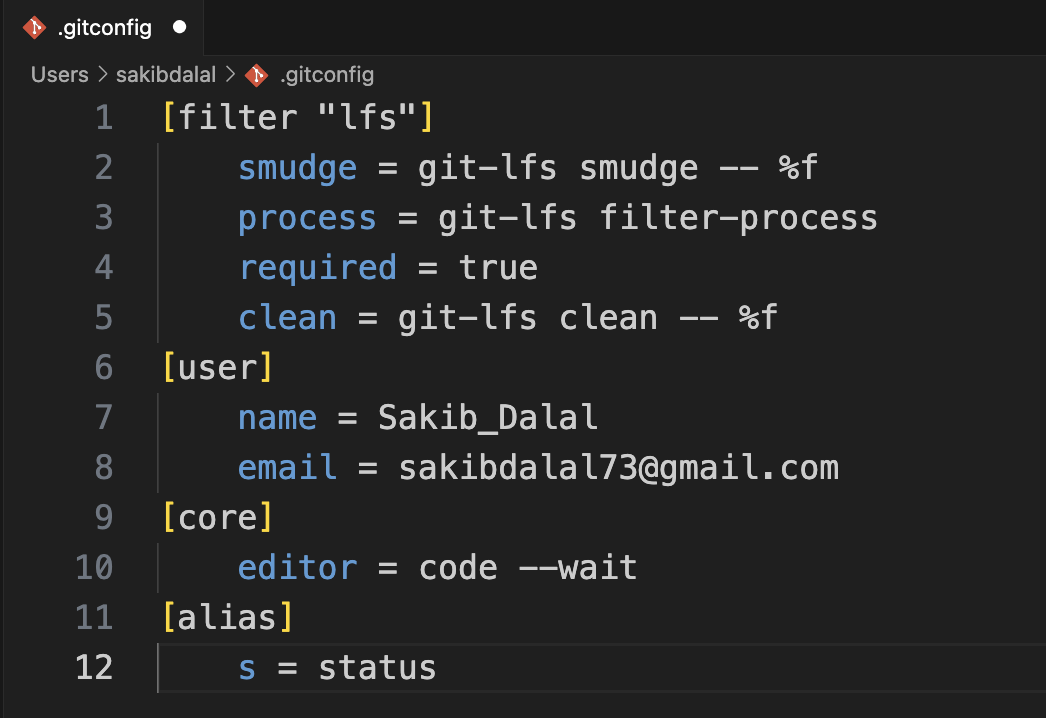 .gitconfig
Users > sakibdalal > .gitconfig
1 [filter "lfs"]
2 smudge = git-lfs smudge -- %f
3 process = git-lfs filter-process
4 required = true
5 clean = git-lfs clean -- %f
6 [user]
7 name = Sakib_Dalal
8 email = sakibdalal73@gmail.com
9 [core]
10 editor = code --wait
11 [alias]
12 s = status